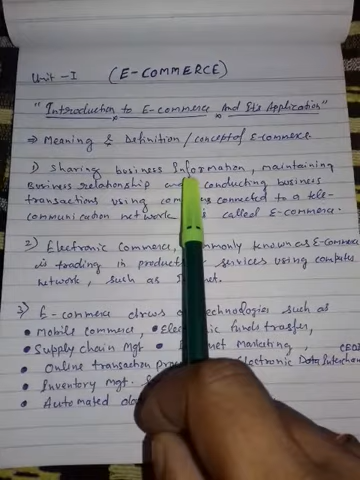 Unit - I (E-COMMERCE)
"Introduction to E-commerce and Its Application"
⇒ Meaning & Definition / concept of E-commerce.
1) Sharing business Information, maintaining
Business relationship and conducting business
transactions using connected to a tele-
communication network is called E-commerce.
2) Electronic Commerce, commonly known as E-commerce
is trading in product services using computer
network, such as
3) E-commerce draws technologies such as
• Mobile commerce, • Electronic funds transfer,
• Supply chain Mgt • Marketing,
• Online transaction Electronic Data Interchan (EDI
• Inventory Mgt.
• Automated